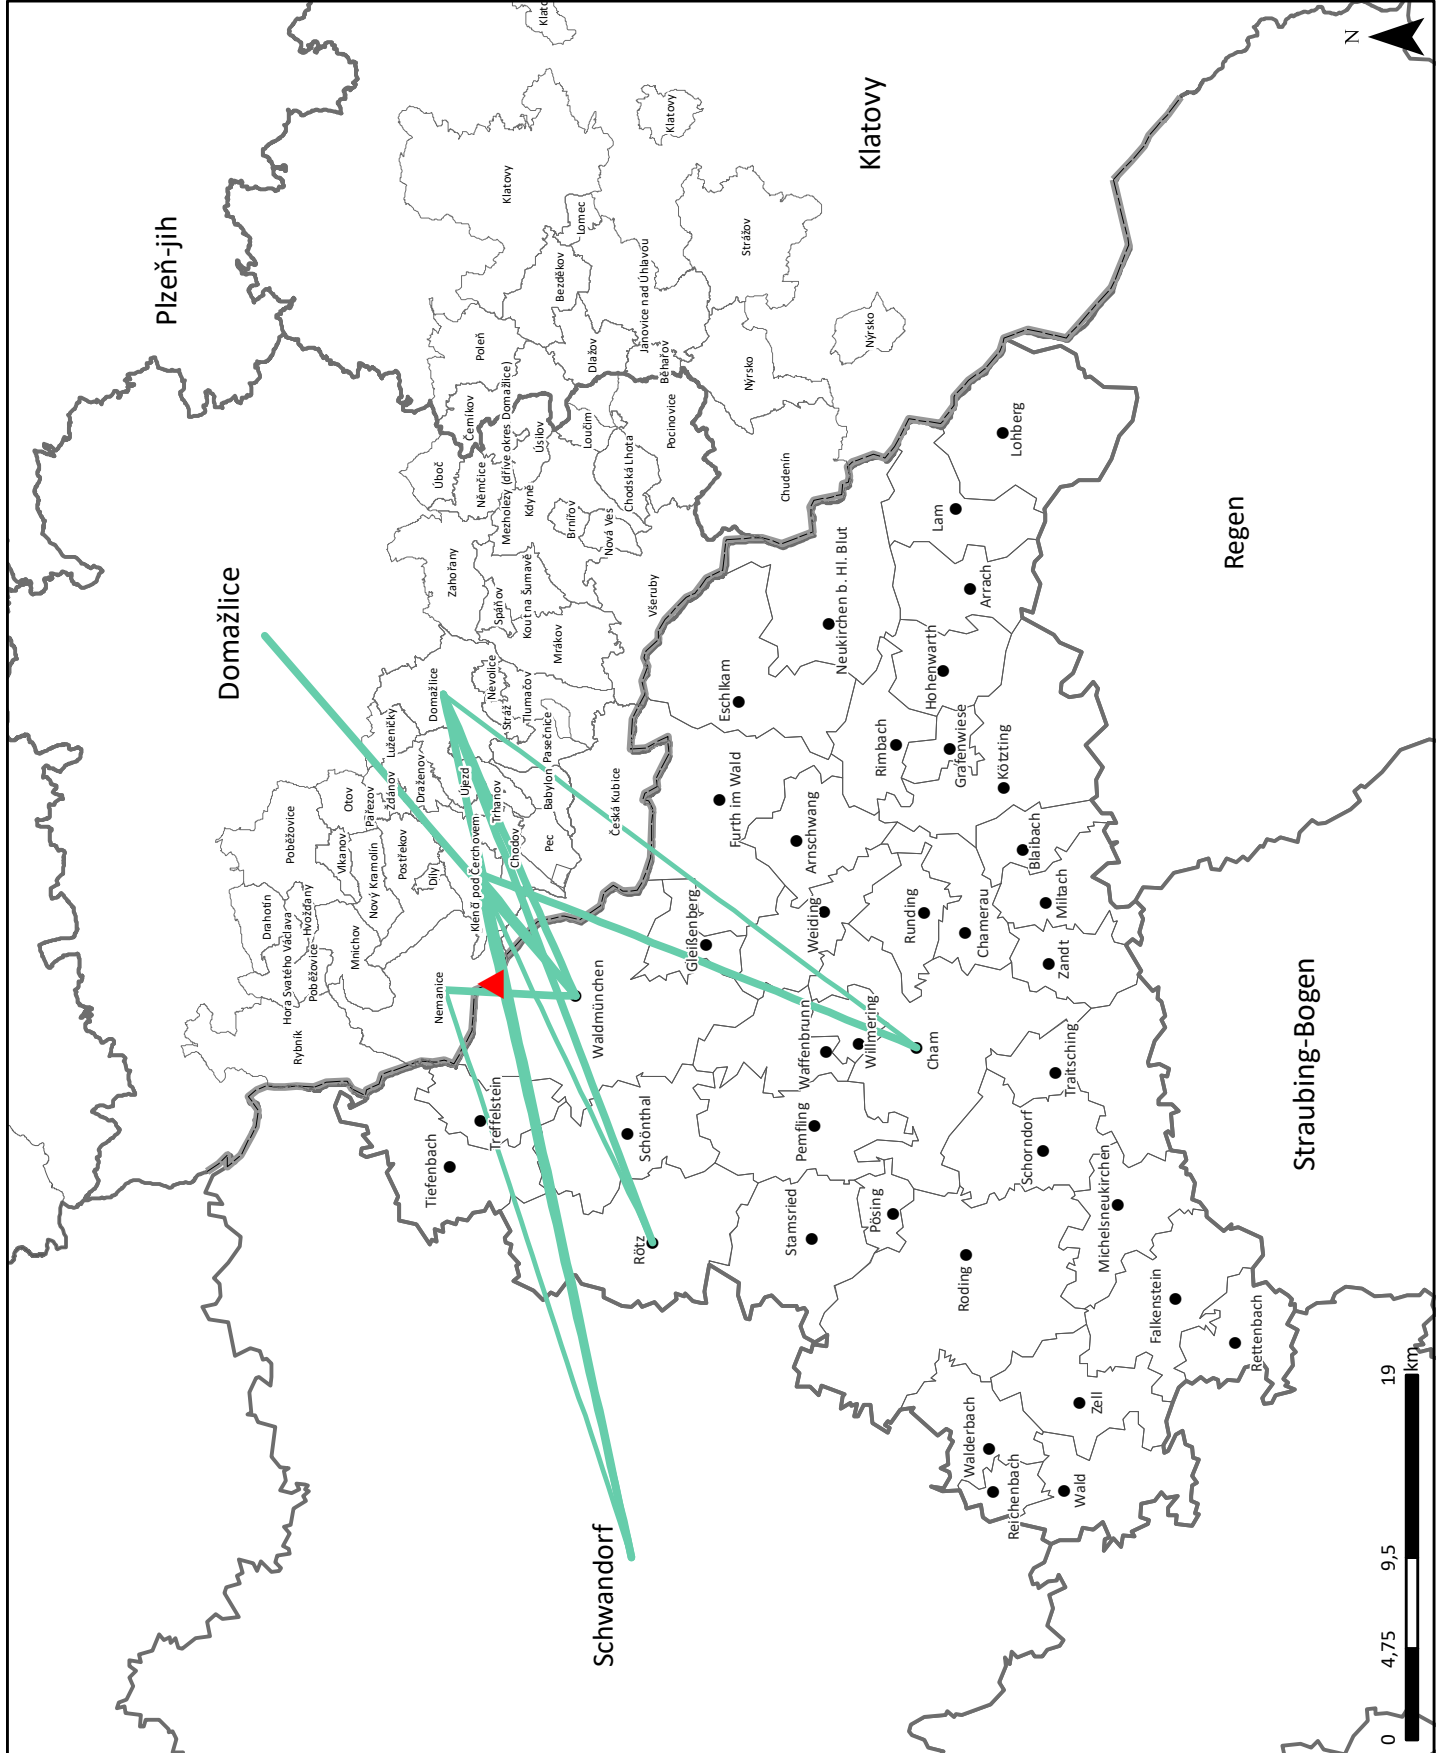 Plzeň-jih
Domažlice
Klatovy
Regen
Straubing-Bogen
Schwandorf
N
Klatovy
Klatovy
Lomec
Bezděkov
Janovice nad Úhlavou
Strážov
Poleň
Dlažov
Běhařov
Nýrsko
Nýrsko
Černíkov
Mezholezy (dříve okres Domažlice)
Úsilov
Loučim
Pocinovice
Úboč
Němčice
Kdyně
Chodská Lhota
Chudenín
Brnířov
Nová Ves
Zahořany
Spáňov
Kout na Šumavě
Mrákov
Všeruby
Domažlice
Nevolice
Stráž
Tlumačov
Pasečnice
Babylon
Česká Kubice
Luženičky
Ždánov
Draženov
Újezd
Trhanov
Chodov
Pec
Pařezov
Otov
Poběžovice
Vlkanov
Postřekov
Díly
Klenčí pod Čerchovem
Nový Kramolín
Drahotín
Hvožďany
Hora Svatého Václava
Poběžovice
Mnichov
Nemanice
Rybník
Lohberg
Lam
Arrach
Neukirchen b. Hl. Blut
Hohenwarth
Eschlkam
Rimbach
Grafenwiese
Kötzting
Furth im Wald
Arnschwang
Blaibach
Miltach
Weiding
Runding
Chamerau
Zandt
Gleißenberg
Waldmünchen
Waffenbrunn
Willmering
Cham
Traitsching
Treffelstein
Tiefenbach
Schönthal
Pemfling
Schorndorf
Rötz
Stamsried
Pösing
Roding
Michelsneukirchen
Falkenstein
Rettenbach
Zell
Walderbach
Reichenbach
Wald
0 4,75 9,5 19
km